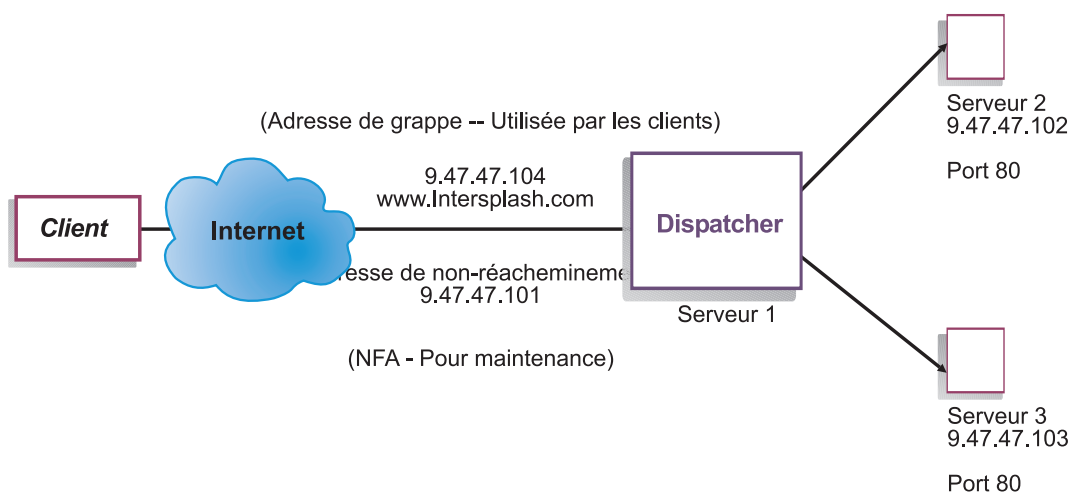 (Adresse de grappe -- Utilisée par les clients)
9.47.47.104
www.Intersplash.com
Client
Internet
Dispatcher
resse de non-réachemineme
9.47.47.101
Serveur 1
(NFA - Pour maintenance)
Serveur 2
9.47.47.102
Port 80
Serveur 3
9.47.47.103
Port 80